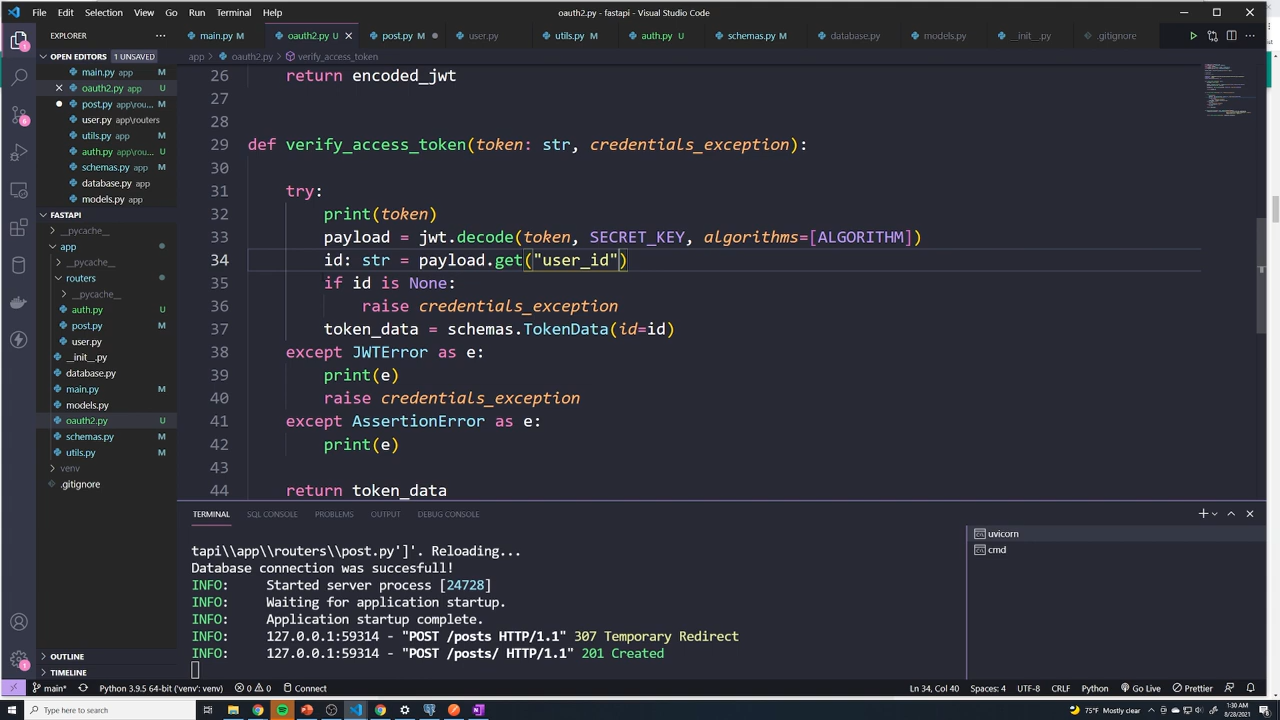 File Edit Selection View Go Run Terminal Help
oauth2.py - fastapi - Visual Studio Code
EXPLORER
main.py M
oauth2.py U
post.py
user.py
utils.py M
auth.py U
schemas.py M
database.py
models.py
__init__.py
.gitignore
OPEN EDITORS 1 UNSAVED
main.py app M
oauth2.py app U
post.py app\rou... M
user.py app\routers
utils.py app M
auth.py app\rou... U
schemas.py app M
database.py app
models.py app
FASTAPI
__pycache__
app
__pycache__
routers
__pycache__
auth.py U
post.py M
user.py
__init__.py
database.py
main.py M
models.py
oauth2.py U
schemas.py M
utils.py M
venv
.gitignore
OUTLINE
TIMELINE
app > oauth2.py > verify_access_token
26 return encoded_jwt
27
28
29 def verify_access_token(token: str, credentials_exception):
30
31 try:
32 print(token)
33 payload = jwt.decode(token, SECRET_KEY, algorithms=[ALGORITHM])
34 id: str = payload.get("user_id")
35 if id is None:
36 raise credentials_exception
37 token_data = schemas.TokenData(id=id)
38 except JWTError as e:
39 print(e)
40 raise credentials_exception
41 except AssertionError as e:
42 print(e)
43
44 return token_data
TERMINAL SQL CONSOLE PROBLEMS OUTPUT DEBUG CONSOLE
tapi\\app\\routers\\post.py']'. Reloading...
Database connection was succesfull!
INFO: Started server process [24728]
INFO: Waiting for application startup.
INFO: Application startup complete.
INFO: 127.0.0.1:59314 - "POST /posts HTTP/1.1" 307 Temporary Redirect
INFO: 127.0.0.1:59314 - "POST /posts/ HTTP/1.1" 201 Created
uvicorn
cmd
main* Python 3.9.5 64-bit ('venv': venv) 0 0 Connect
Ln 34, Col 40 Spaces: 4 UTF-8 CRLF Python Go Live Prettier
Type here to search
75°F Mostly clear
1:30 AM
8/28/2021